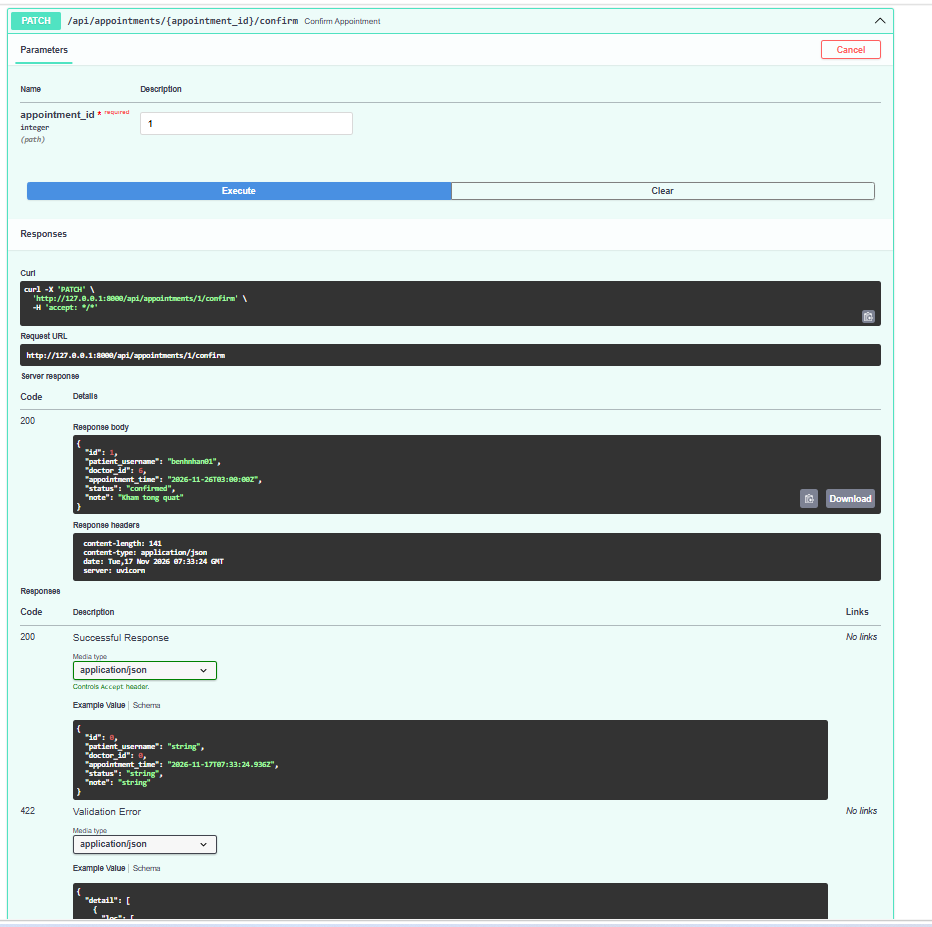 PATCH /api/appointments/{appointment_id}/confirm Confirm Appointment
Parameters
Cancel
Name Description
appointment_id * required
integer
(path)
1
Execute
Clear
Responses
Curl
curl -X 'PATCH' \
  'http://127.0.0.1:8000/api/appointments/1/confirm' \
  -H 'accept: */*'
Request URL
http://127.0.0.1:8000/api/appointments/1/confirm
Server response
Code Details
200
Response body
{
  "id": 1,
  "patient_username": "benhnhan01",
  "doctor_id": 6,
  "appointment_time": "2026-11-26T03:00:00Z",
  "status": "confirmed",
  "note": "Kham tong quat"
}
Download
Response headers
content-length: 141
content-type: application/json
date: Tue,17 Nov 2026 07:33:24 GMT
server: uvicorn
Responses
Code Description Links
200 Successful Response No links
Media type
application/json
Controls Accept header.
Example Value | Schema
{
  "id": 0,
  "patient_username": "string",
  "doctor_id": 0,
  "appointment_time": "2026-11-17T07:33:24.936Z",
  "status": "string",
  "note": "string"
}
422 Validation Error No links
Media type
application/json
Example Value | Schema
{
  "detail": [
    {
      "loc": [